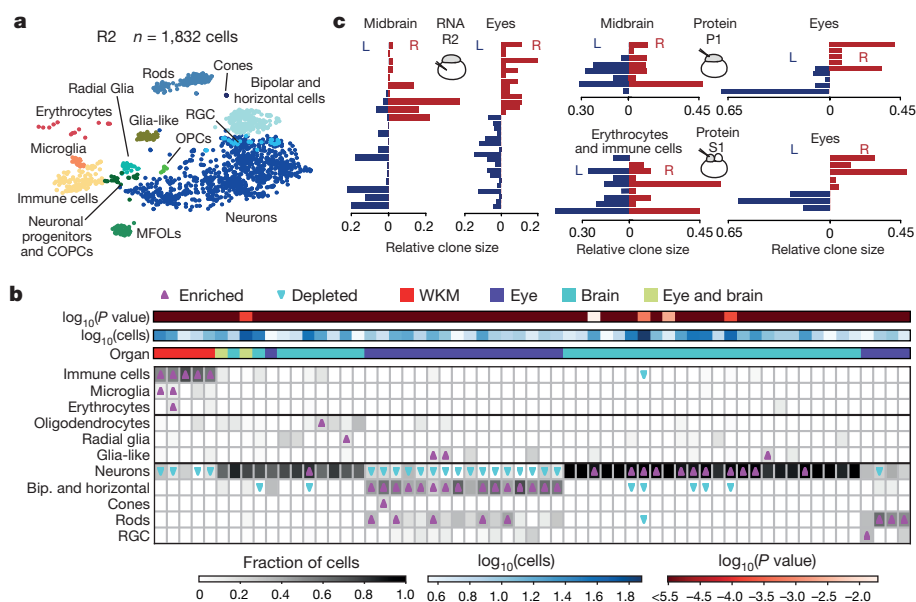 a
R2 n = 1,832 cells
Cones
Rods
Bipolar and
horizontal cells
Radial Glia
RGC
Erythrocytes
Glia-like
OPCs
Microglia
Immune cells
Neuronal
progenitors
and COPCs
MFOLs
Neurons
c
Midbrain
RNA
R2
Eyes
L
R
0.2 0 0.2
0 0.2
Relative clone size
Midbrain
Protein
P1
Eyes
L
R
L
R
0.30 0 0.45
0.65 0 0.45
Erythrocytes
and immune cells
Protein
S1
Eyes
L
R
L
R
0.30 0 0.45
0.65 0 0.45
Relative clone size
Relative clone size
b
Enriched
Depleted
WKM
Eye
Brain
Eye and brain
log10(P value)
log10(cells)
Organ
Immune cells
Microglia
Erythrocytes
Oligodendrocytes
Radial glia
Glia-like
Neurons
Bip. and horizontal
Cones
Rods
RGC
Fraction of cells
0 0.2 0.4 0.6 0.8 1.0
log10(cells)
0.6 0.8 1.0 1.2 1.4 1.6 1.8
log10(P value)
<5.5 −4.5 −4.0 −3.5 −3.0 −2.5 −2.0